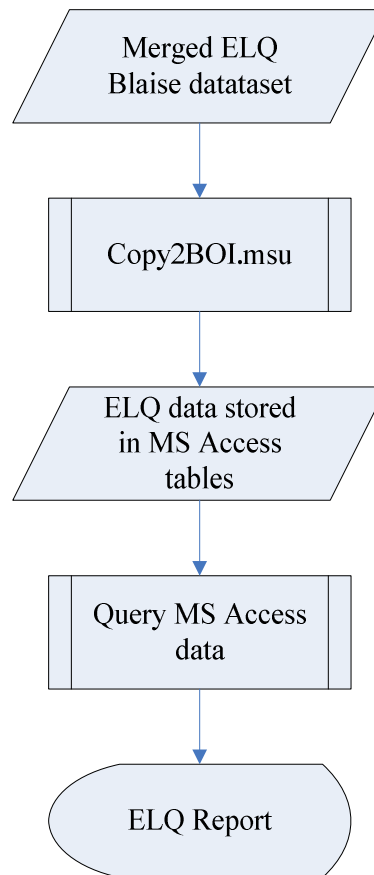 Merged ELQ
Blaise datataset
Copy2BOI.msu
ELQ data stored
in MS Access
tables
Query MS Access
data
ELQ Report